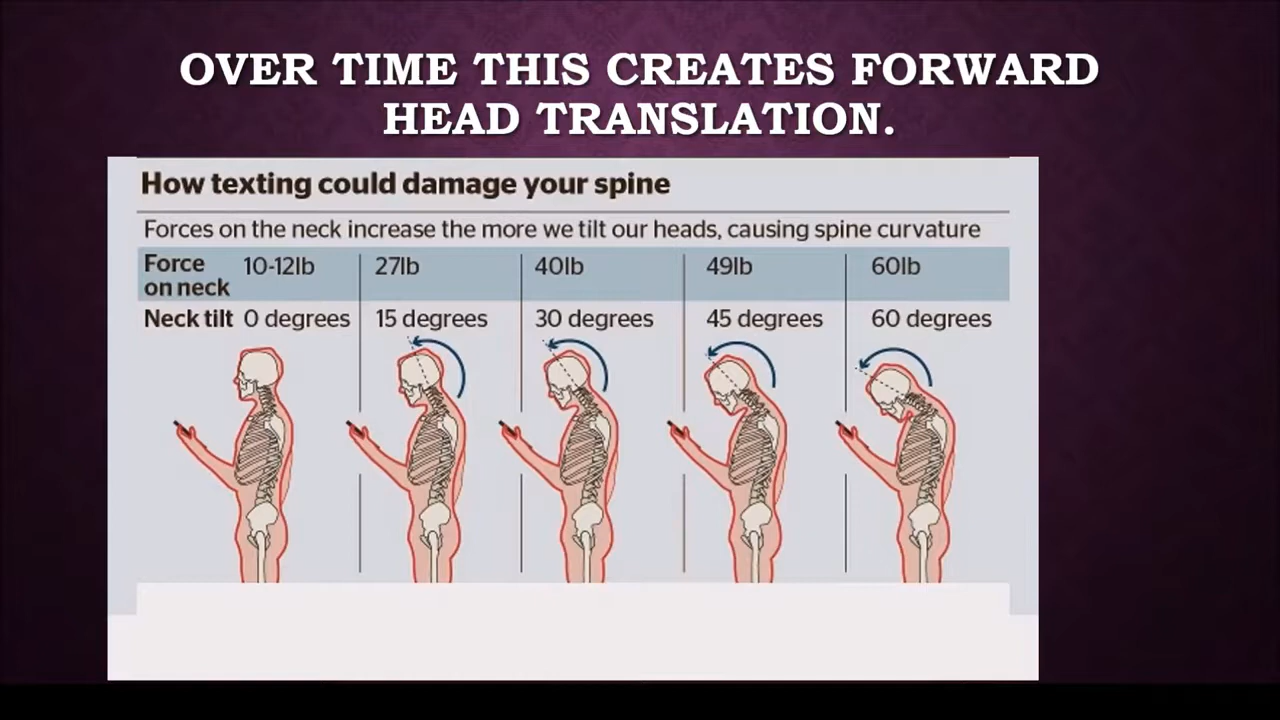 OVER TIME THIS CREATES FORWARD
HEAD TRANSLATION.
How texting could damage your spine
Forces on the neck increase the more we tilt our heads, causing spine curvature
Force on neck 10-12lb 27lb 40lb 49lb 60lb
Neck tilt 0 degrees 15 degrees 30 degrees 45 degrees 60 degrees